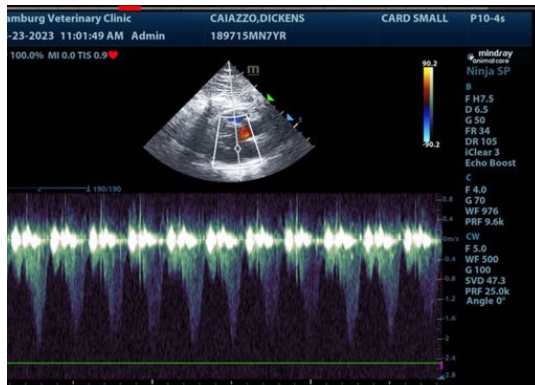 amburg Veterinary Clinic CAIAZZO,DICKENS CARD SMALL P10-4s
-23-2023 11:01:49 AM Admin 189715MN7YR
100.0% MI 0.0 TIS 0.9
mindray
animal care
Ninja SP
m
90.2
-90.2
5
B
F H7.5
D 6.5
G 50
FR 34
DR 105
iClear 3
Echo Boost
C
F 4.0
G 70
WF 976
PRF 9.6k
CW
F 5.0
WF 500
G 100
SVD 47.3
PRF 25.0k
Angle 0°
190/190
0.8
0.4
0m/s
-0.4
-0.8
-1.2
-1.6
-2
-2.4
-2.8